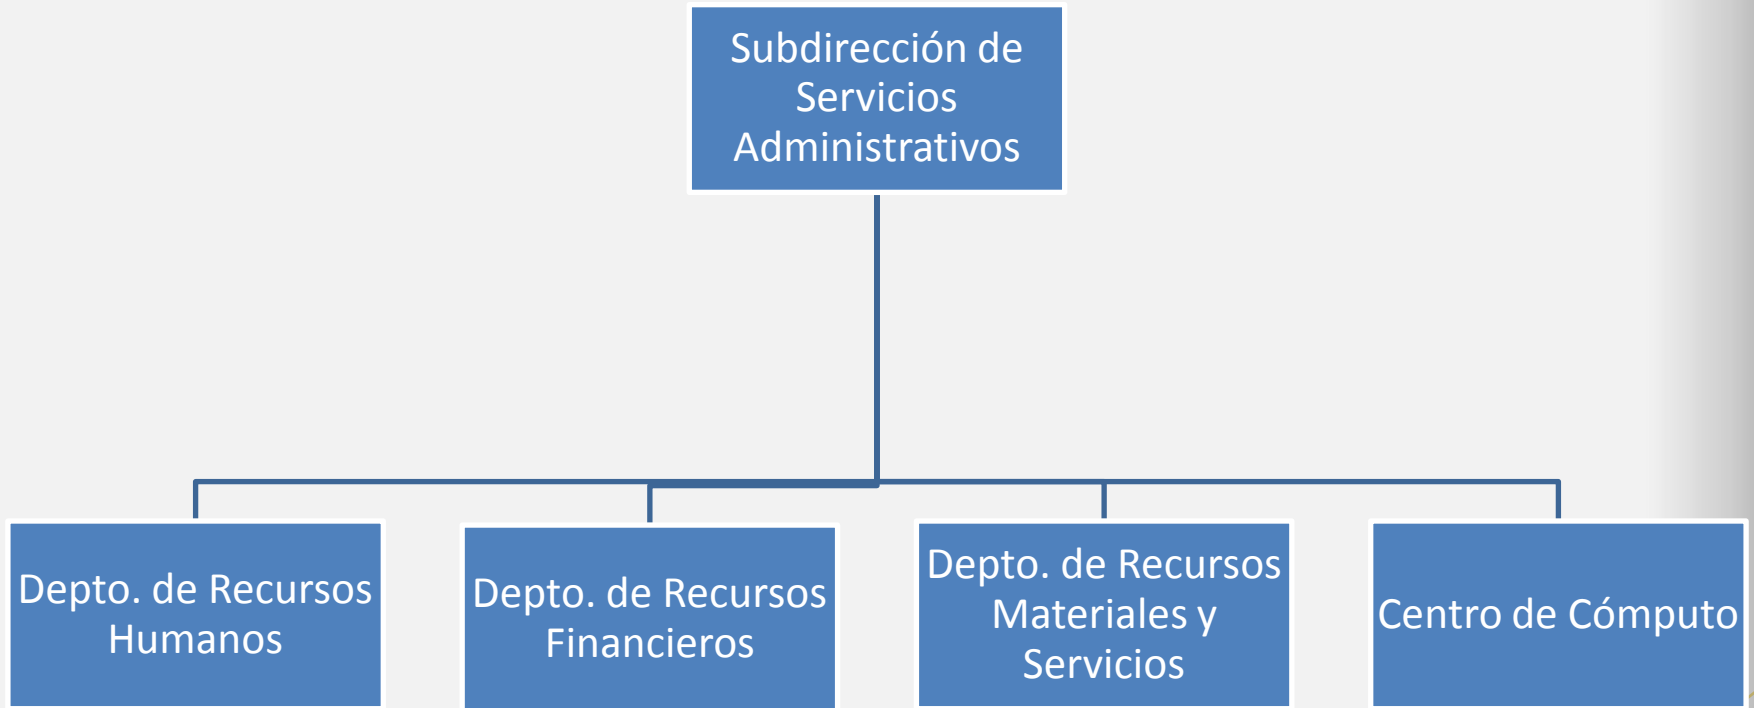 Subdirección de
Servicios
Administrativos
Depto. de Recursos
Humanos
Depto. de Recursos
Financieros
Depto. de Recursos
Materiales y
Servicios
Centro de Cómputo